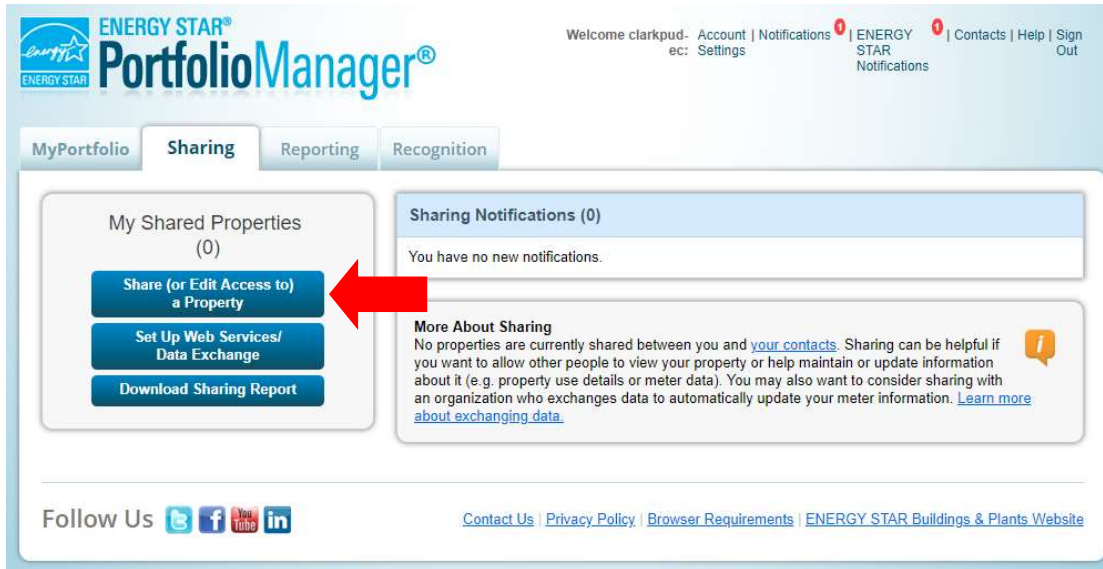 ENERGY STAR®
PortfolioManager®
energy
ENERGY STAR
Welcome clarkpud-
ec:
Account | Notifications 1 | ENERGY 1 | Contacts | Help | Sign
Settings STAR Out
Notifications
MyPortfolio Sharing Reporting Recognition
My Shared Properties
(0)
Share (or Edit Access to)
a Property
Set Up Web Services/
Data Exchange
Download Sharing Report
Sharing Notifications (0)
You have no new notifications.
More About Sharing
No properties are currently shared between you and your contacts. Sharing can be helpful if
you want to allow other people to view your property or help maintain or update information
about it (e.g. property use details or meter data). You may also want to consider sharing with
an organization who exchanges data to automatically update your meter information. Learn more
about exchanging data.
i
Follow Us
You
Tube
in
Contact Us | Privacy Policy | Browser Requirements | ENERGY STAR Buildings & Plants Website